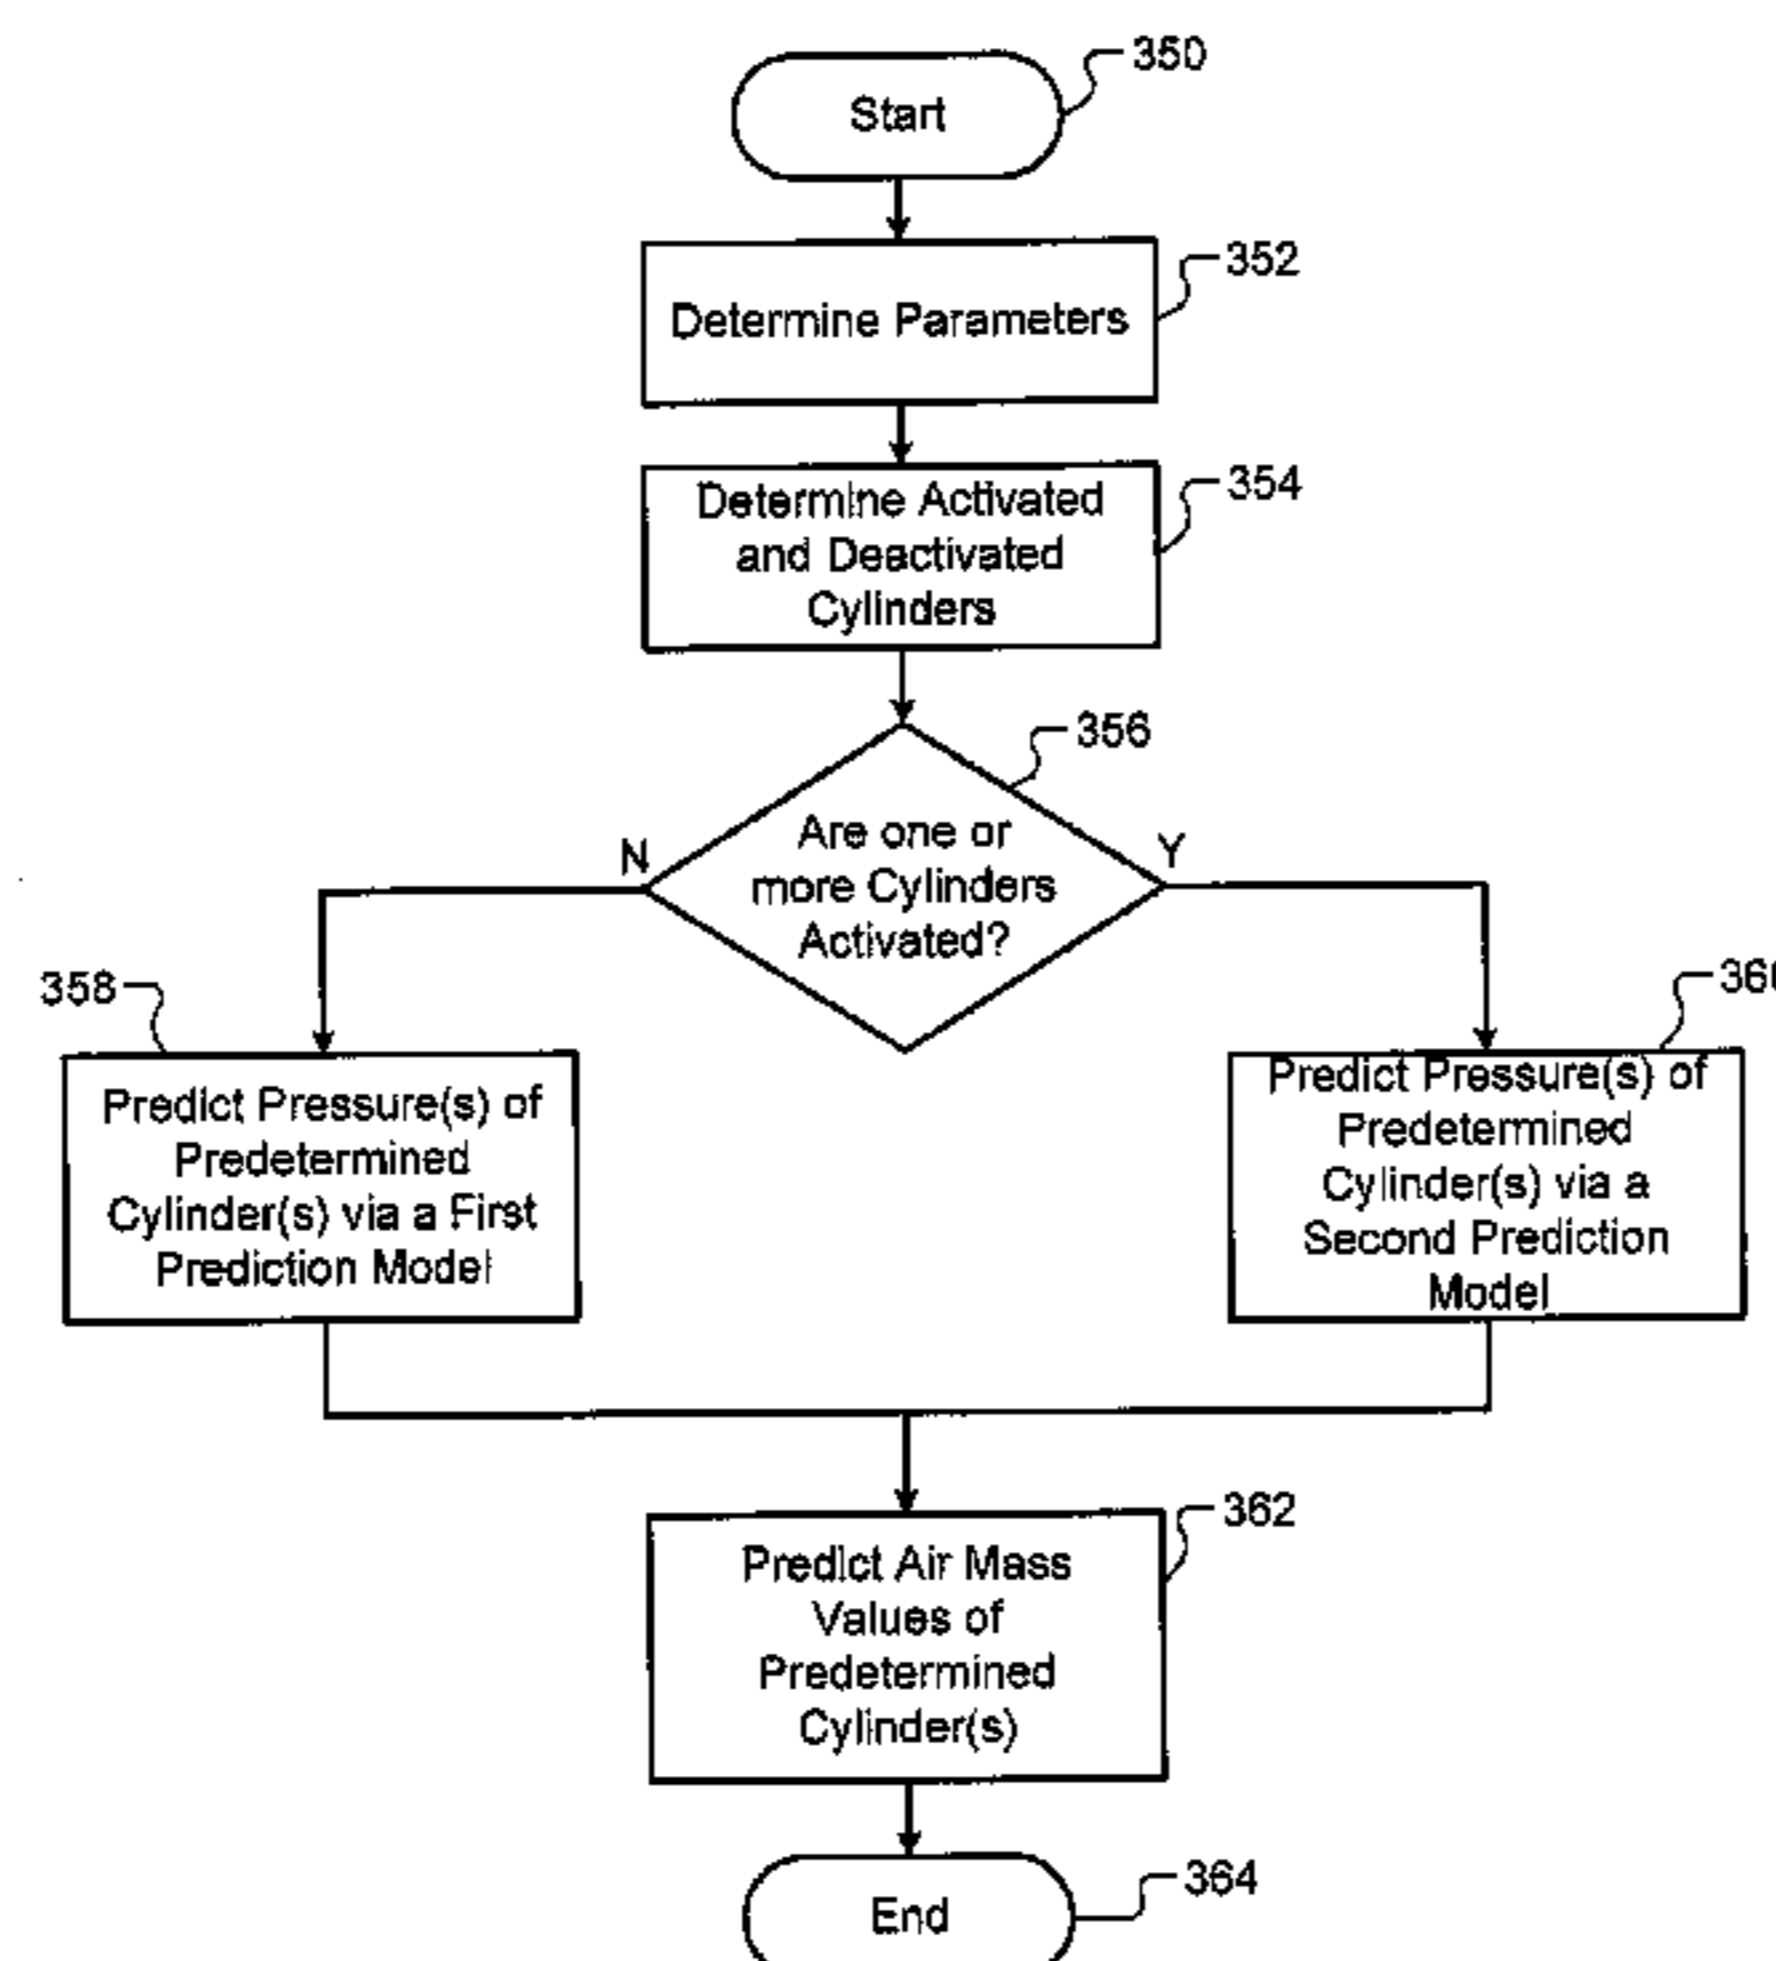 350
Start
352
Determine Parameters
354
Determine Activated
and Deactivated
Cylinders
356
Are one or
more Cylinders
Activated?
N
Y
358
Predict Pressure(s) of
Predetermined
Cylinder(s) via a First
Prediction Model
Predict Pressure(s) of
Predetermined
Cylinder(s) via a
Second Prediction
Model
362
Predict Air Mass
Values of
Predetermined
Cylinder(s)
364
End